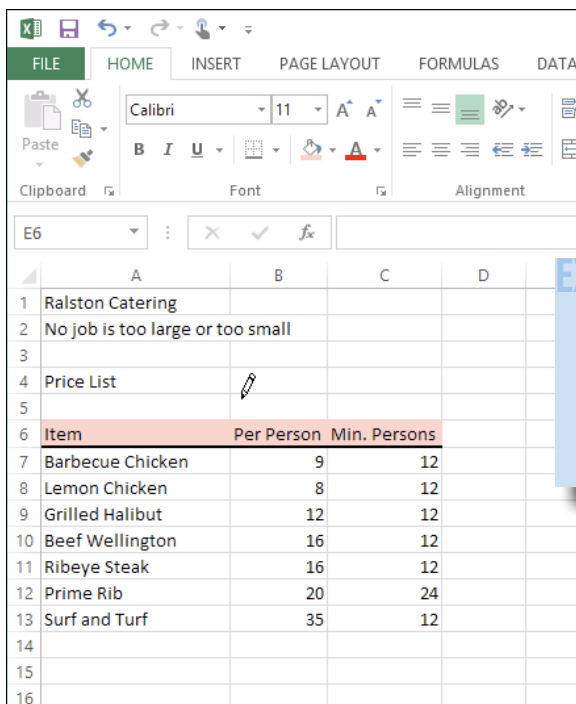 FILE HOME INSERT PAGE LAYOUT FORMULAS DATA
Calibri 11 A A
Paste B I U A
Clipboard Font Alignment
E6 fx
A B C D
1 Ralston Catering
2 No job is too large or too small
3
4 Price List
5
6 Item Per Person Min. Persons
7 Barbecue Chicken 9 12
8 Lemon Chicken 8 12
9 Grilled Halibut 12 12
10 Beef Wellington 16 12
11 Ribeye Steak 16 12
12 Prime Rib 20 24
13 Surf and Turf 35 12
14
15
16